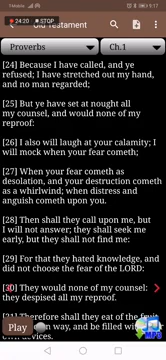 24:20
9:17
Old Testament
Proverbs
Ch.1
[24] Because I have called, and ye
refused; I have stretched out my hand,
and no man regarded;
[25] But ye have set at nought all
my counsel, and would none of my
reproof:
[26] I also will laugh at your calamity; I
will mock when your fear cometh;
[27] When your fear cometh as
desolation, and your destruction cometh
as a whirlwind; when distress and
anguish cometh upon you.
[28] Then shall they call upon me, but
I will not answer; they shall seek me
early, but they shall not find me:
[29] For that they hated knowledge, and
did not choose the fear of the LORD:
[30] They would none of my counsel:
they despised all my reproof.
Therefore shall they eat of the fruit
way, and be filled
own devices.
Play